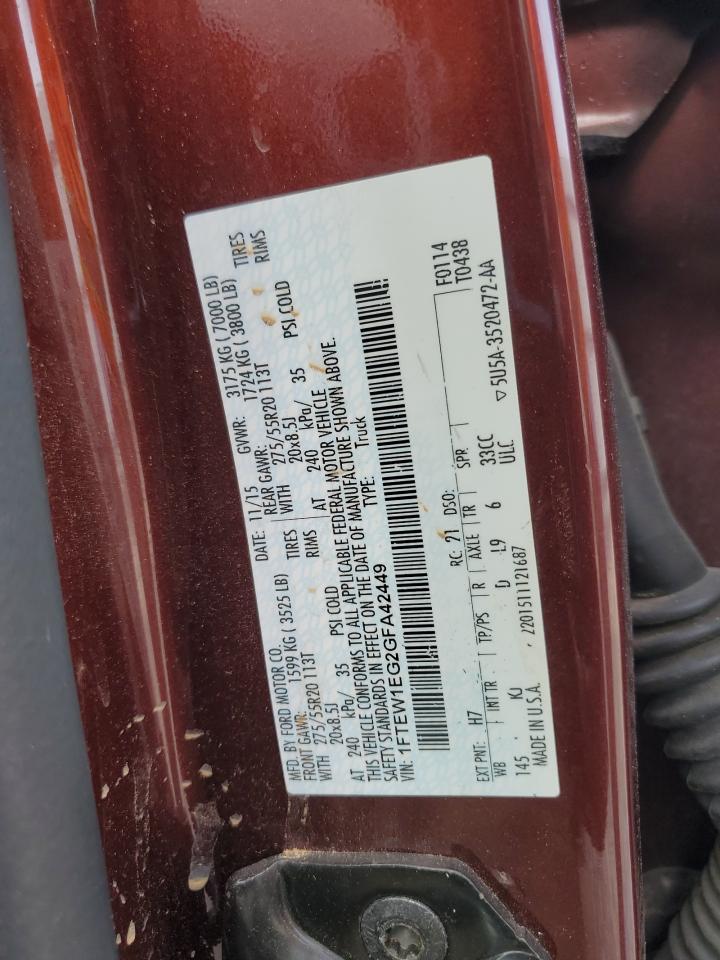 MFD. BY FORD MOTOR CO.
DATE: 11/15 GVWR: 3175 KG ( 7000 LB)
FRONT GAWR: 1599 KG ( 3525 LB)
REAR GAWR: 1724 KG ( 3800 LB)
WITH 275/55R20 113T TIRES
WITH 275/55R20 113T TIRES
20x8.5J RIMS
20x8.5J RIMS
AT 240 kPa/ 35 PSI COLD
AT 240 kPa/ 35 PSI COLD
THIS VEHICLE CONFORMS TO ALL APPLICABLE FEDERAL MOTOR VEHICLE
SAFETY STANDARDS IN EFFECT ON THE DATE OF MANUFACTURE SHOWN ABOVE.
VIN: 1FTEW1EG2GFA42449 TYPE: Truck
F0114
T0438
EXT PNT: H7 RC: 21 DSO:
WB INT TR TP/PS R AXLE TR SPR
145 KJ D L9 6 33CC
ULC
MADE IN U.S.A. 2201511121687 ▽5U5A-3520472-AA